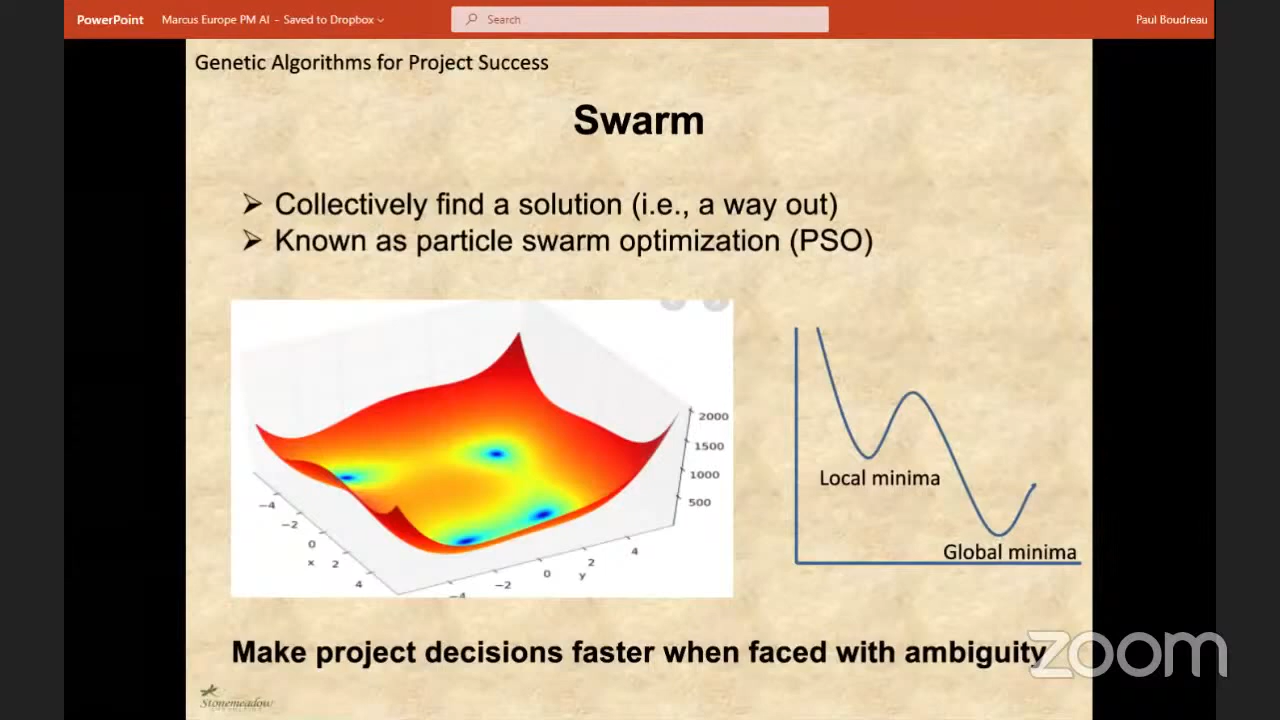 PowerPoint
Marcus Europe PM AI – Saved to Dropbox
Search
Paul Boudreau
Genetic Algorithms for Project Success
Swarm
Collectively find a solution (i.e., a way out)
Known as particle swarm optimization (PSO)
2000
1500
1000
500
−4
−2
0
x
2
4
−4
−2
0
y
2
4
Local minima
Global minima
Make project decisions faster when faced with ambiguity
zoom
Stonemeadow
CONSULTING